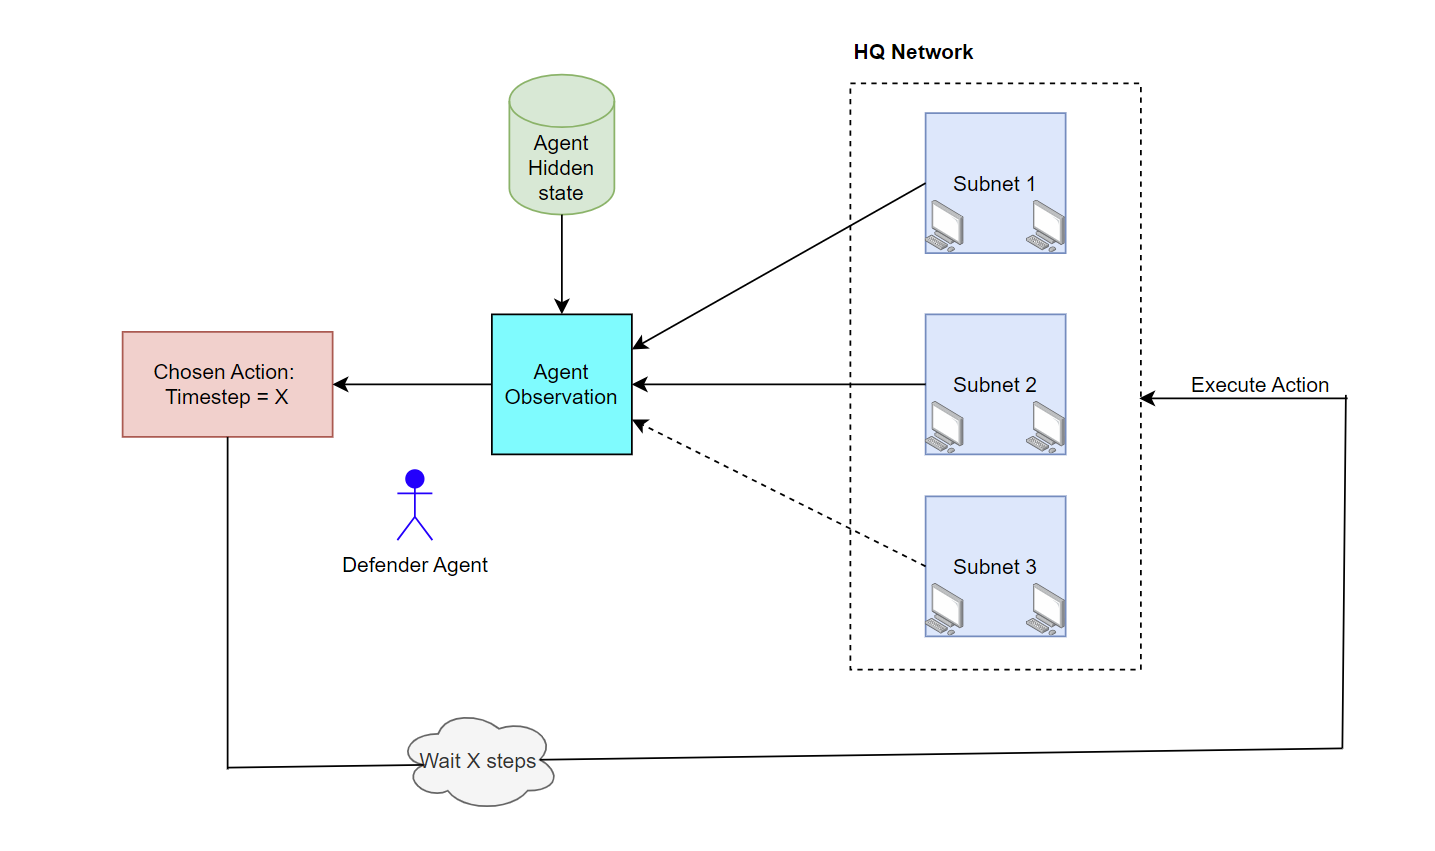 HQ Network
Agent
Hidden
state
Subnet 1
Chosen Action:
Timestep = X
Agent
Observation
Subnet 2
Execute Action
Defender Agent
Subnet 3
Wait X steps